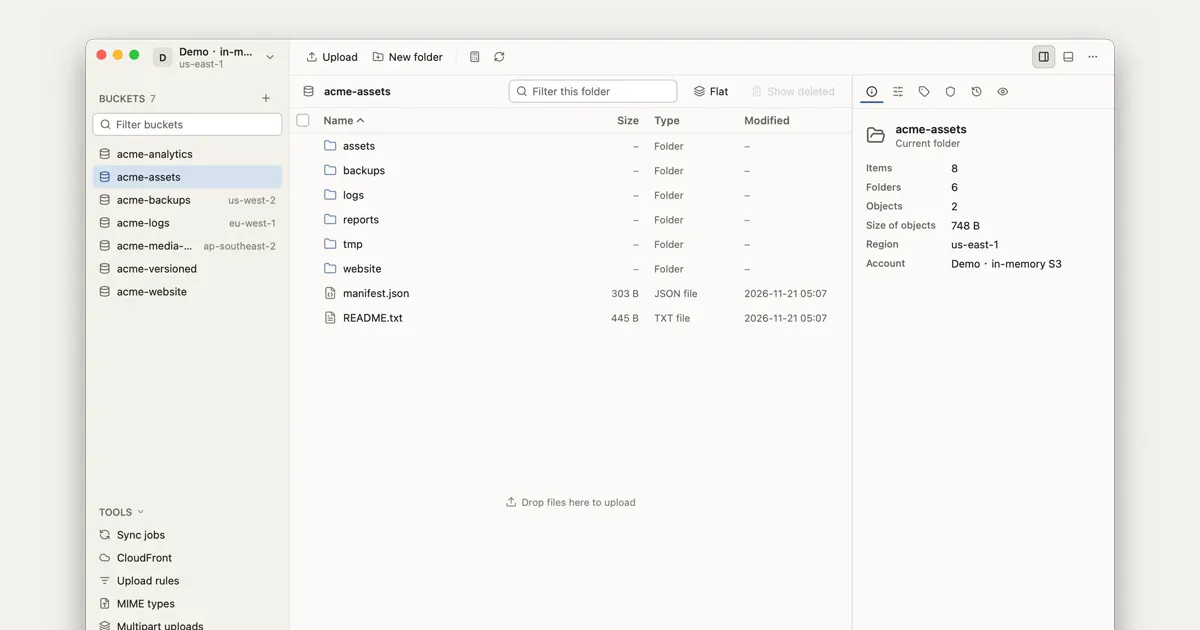 D
Demo · in-m...
us-east-1
Upload
New folder
BUCKETS 7
Filter buckets
acme-analytics
acme-assets
acme-backups us-west-2
acme-logs eu-west-1
acme-media-... ap-southeast-2
acme-versioned
acme-website
TOOLS
Sync jobs
CloudFront
Upload rules
MIME types
Multipart uploads
acme-assets
Filter this folder
Flat
Show deleted
Name Size Type Modified
assets – Folder –
backups – Folder –
logs – Folder –
reports – Folder –
tmp – Folder –
website – Folder –
manifest.json 303 B JSON file 2026-11-21 05:07
README.txt 445 B TXT file 2026-11-21 05:07
Drop files here to upload
acme-assets
Current folder
Items 8
Folders 6
Objects 2
Size of objects 748 B
Region us-east-1
Account Demo · in-memory S3